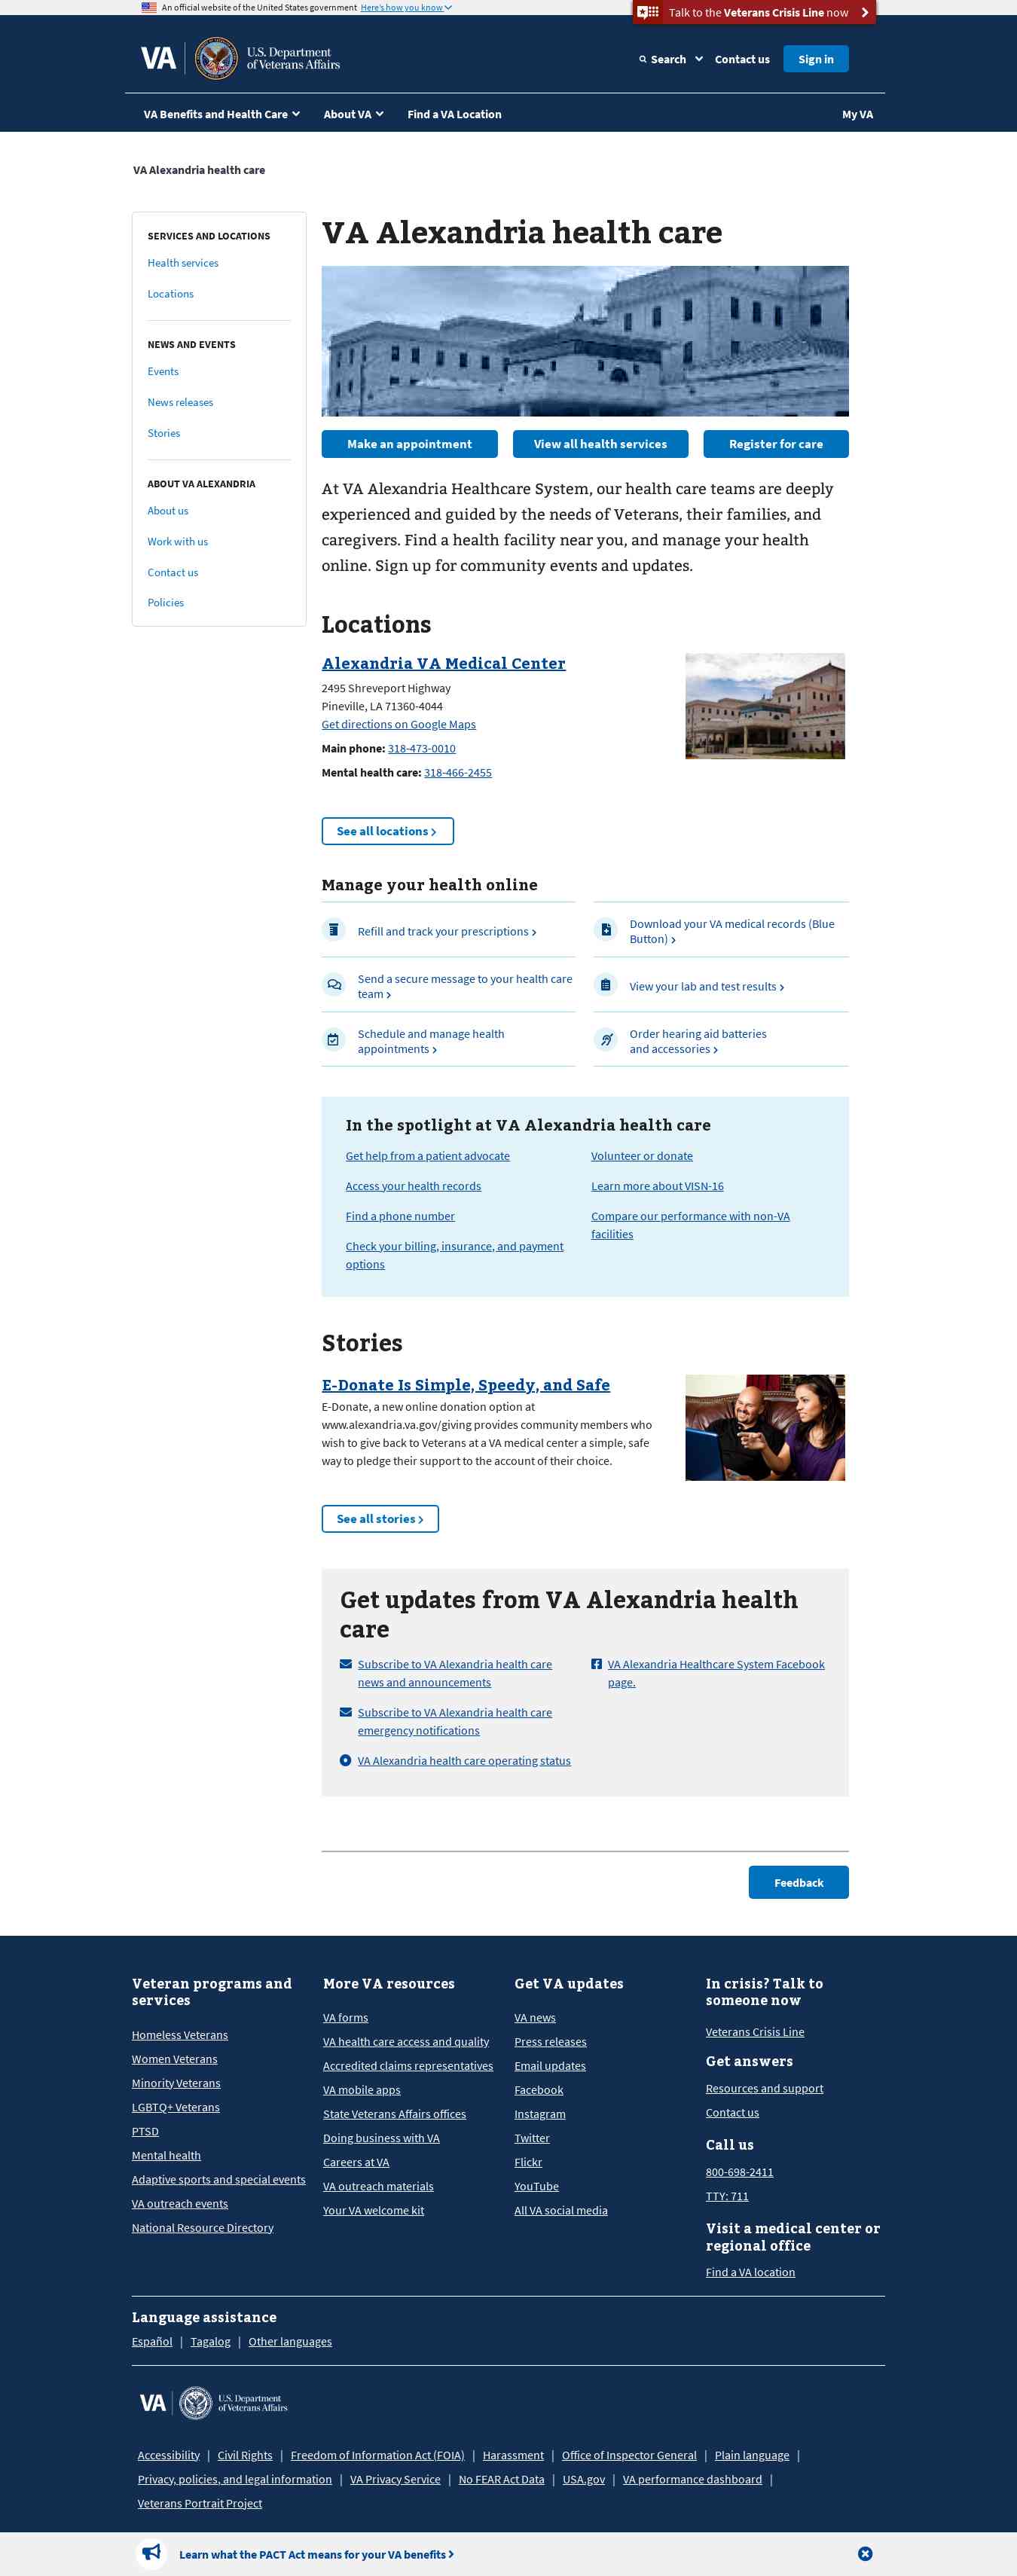 An official website of the United States government Here's how you know
Talk to the Veterans Crisis Line now
VA
U.S. Department
of Veterans Affairs
Search
Contact us
Sign in
VA Benefits and Health Care
About VA
Find a VA Location
My VA
VA Alexandria health care
SERVICES AND LOCATIONS
Health services
Locations
NEWS AND EVENTS
Events
News releases
Stories
ABOUT VA ALEXANDRIA
About us
Work with us
Contact us
Policies
VA Alexandria health care
Make an appointment
View all health services
Register for care
At VA Alexandria Healthcare System, our health care teams are deeply
experienced and guided by the needs of Veterans, their families, and
caregivers. Find a health facility near you, and manage your health
online. Sign up for community events and updates.
Locations
Alexandria VA Medical Center
2495 Shreveport Highway
Pineville, LA 71360-4044
Get directions on Google Maps
Main phone: 318-473-0010
Mental health care: 318-466-2455
See all locations
Manage your health online
Refill and track your prescriptions
Send a secure message to your health care
team
Schedule and manage health
appointments
Download your VA medical records (Blue
Button)
View your lab and test results
Order hearing aid batteries
and accessories
In the spotlight at VA Alexandria health care
Get help from a patient advocate
Access your health records
Find a phone number
Check your billing, insurance, and payment
options
Volunteer or donate
Learn more about VISN-16
Compare our performance with non-VA
facilities
Stories
E-Donate Is Simple, Speedy, and Safe
E-Donate, a new online donation option at
www.alexandria.va.gov/giving provides community members who
wish to give back to Veterans at a VA medical center a simple, safe
way to pledge their support to the account of their choice.
See all stories
Get updates from VA Alexandria health
care
Subscribe to VA Alexandria health care
news and announcements
Subscribe to VA Alexandria health care
emergency notifications
VA Alexandria health care operating status
VA Alexandria Healthcare System Facebook
page.
Feedback
Veteran programs and
services
Homeless Veterans
Women Veterans
Minority Veterans
LGBTQ+ Veterans
PTSD
Mental health
Adaptive sports and special events
VA outreach events
National Resource Directory
More VA resources
VA forms
VA health care access and quality
Accredited claims representatives
VA mobile apps
State Veterans Affairs offices
Doing business with VA
Careers at VA
VA outreach materials
Your VA welcome kit
Get VA updates
VA news
Press releases
Email updates
Facebook
Instagram
Twitter
Flickr
YouTube
All VA social media
In crisis? Talk to
someone now
Veterans Crisis Line
Get answers
Resources and support
Contact us
Call us
800-698-2411
TTY: 711
Visit a medical center or
regional office
Find a VA location
Language assistance
Español | Tagalog | Other languages
VA
U.S. Department
of Veterans Affairs
Accessibility | Civil Rights | Freedom of Information Act (FOIA) | Harassment | Office of Inspector General | Plain language |
Privacy, policies, and legal information | VA Privacy Service | No FEAR Act Data | USA.gov | VA performance dashboard |
Veterans Portrait Project
Learn what the PACT Act means for your VA benefits